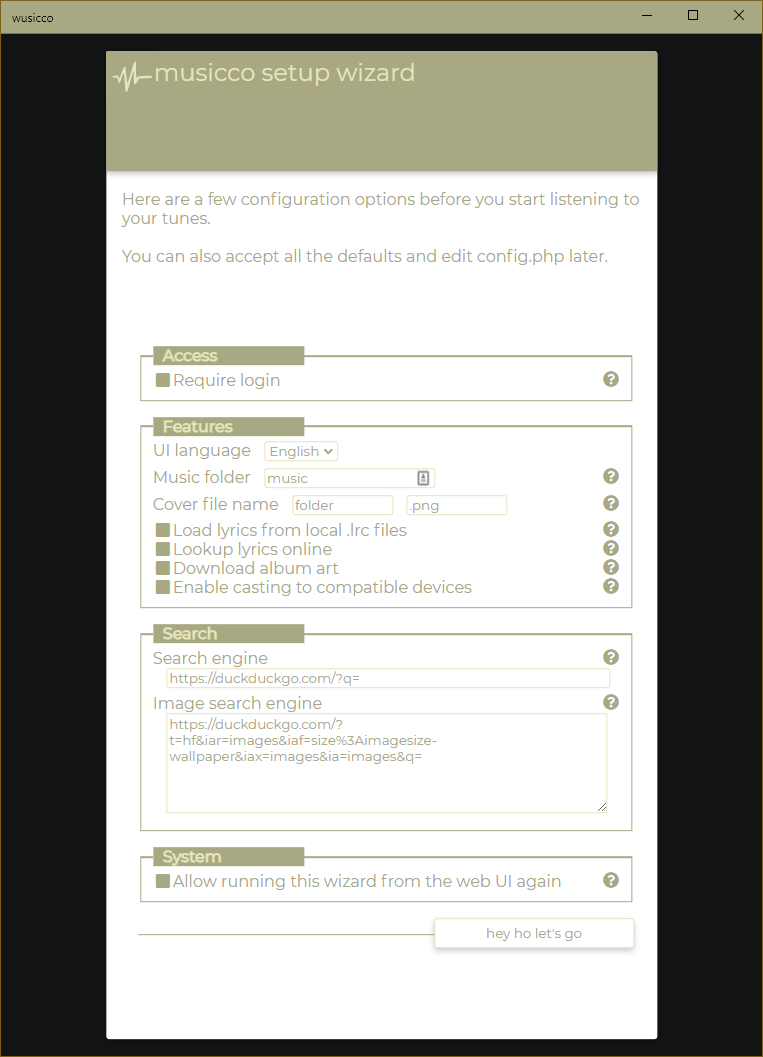 wusicco
musicco setup wizard
Here are a few configuration options before you start listening to
your tunes.
You can also accept all the defaults and edit config.php later.
Access
Require login
Features
UI language English
Music folder music
Cover file name folder .png
Load lyrics from local .lrc files
Lookup lyrics online
Download album art
Enable casting to compatible devices
Search
Search engine
https://duckduckgo.com/?q=
Image search engine
https://duckduckgo.com/?
t=hf&iar=images&iaf=size%3Aimagesize-
wallpaper&iax=images&ia=images&q=
System
Allow running this wizard from the web UI again
hey ho let's go